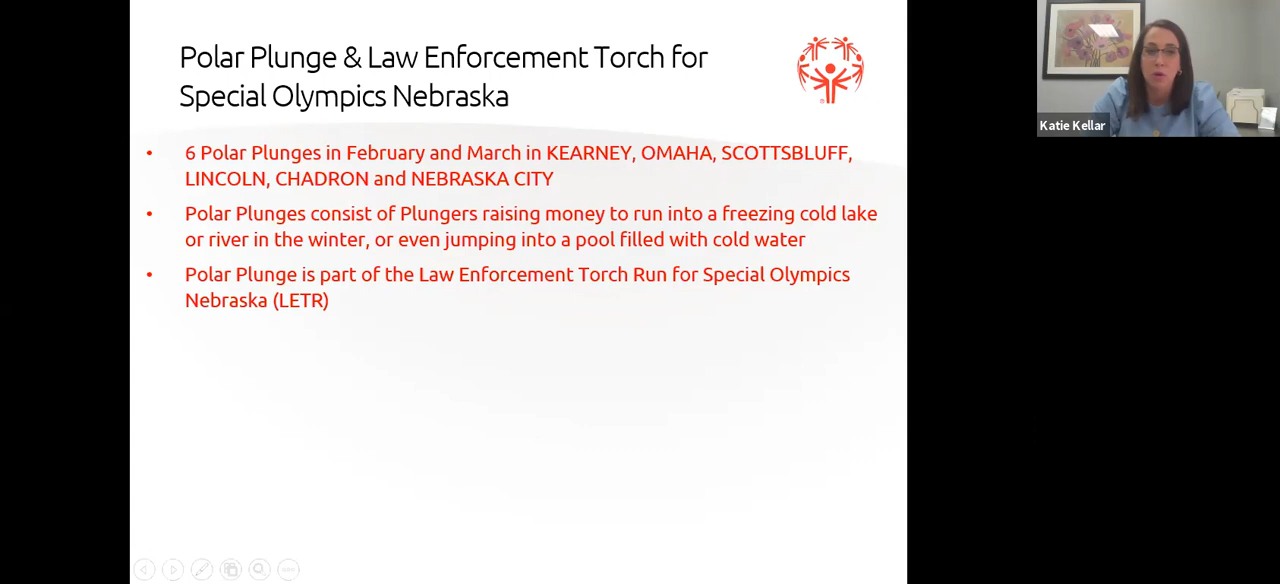 Polar Plunge & Law Enforcement Torch for
Special Olympics Nebraska
• 6 Polar Plunges in February and March in KEARNEY, OMAHA, SCOTTSBLUFF,
LINCOLN, CHADRON and NEBRASKA CITY
• Polar Plunges consist of Plungers raising money to run into a freezing cold lake
or river in the winter, or even jumping into a pool filled with cold water
• Polar Plunge is part of the Law Enforcement Torch Run for Special Olympics
Nebraska (LETR)
Katie Kellar